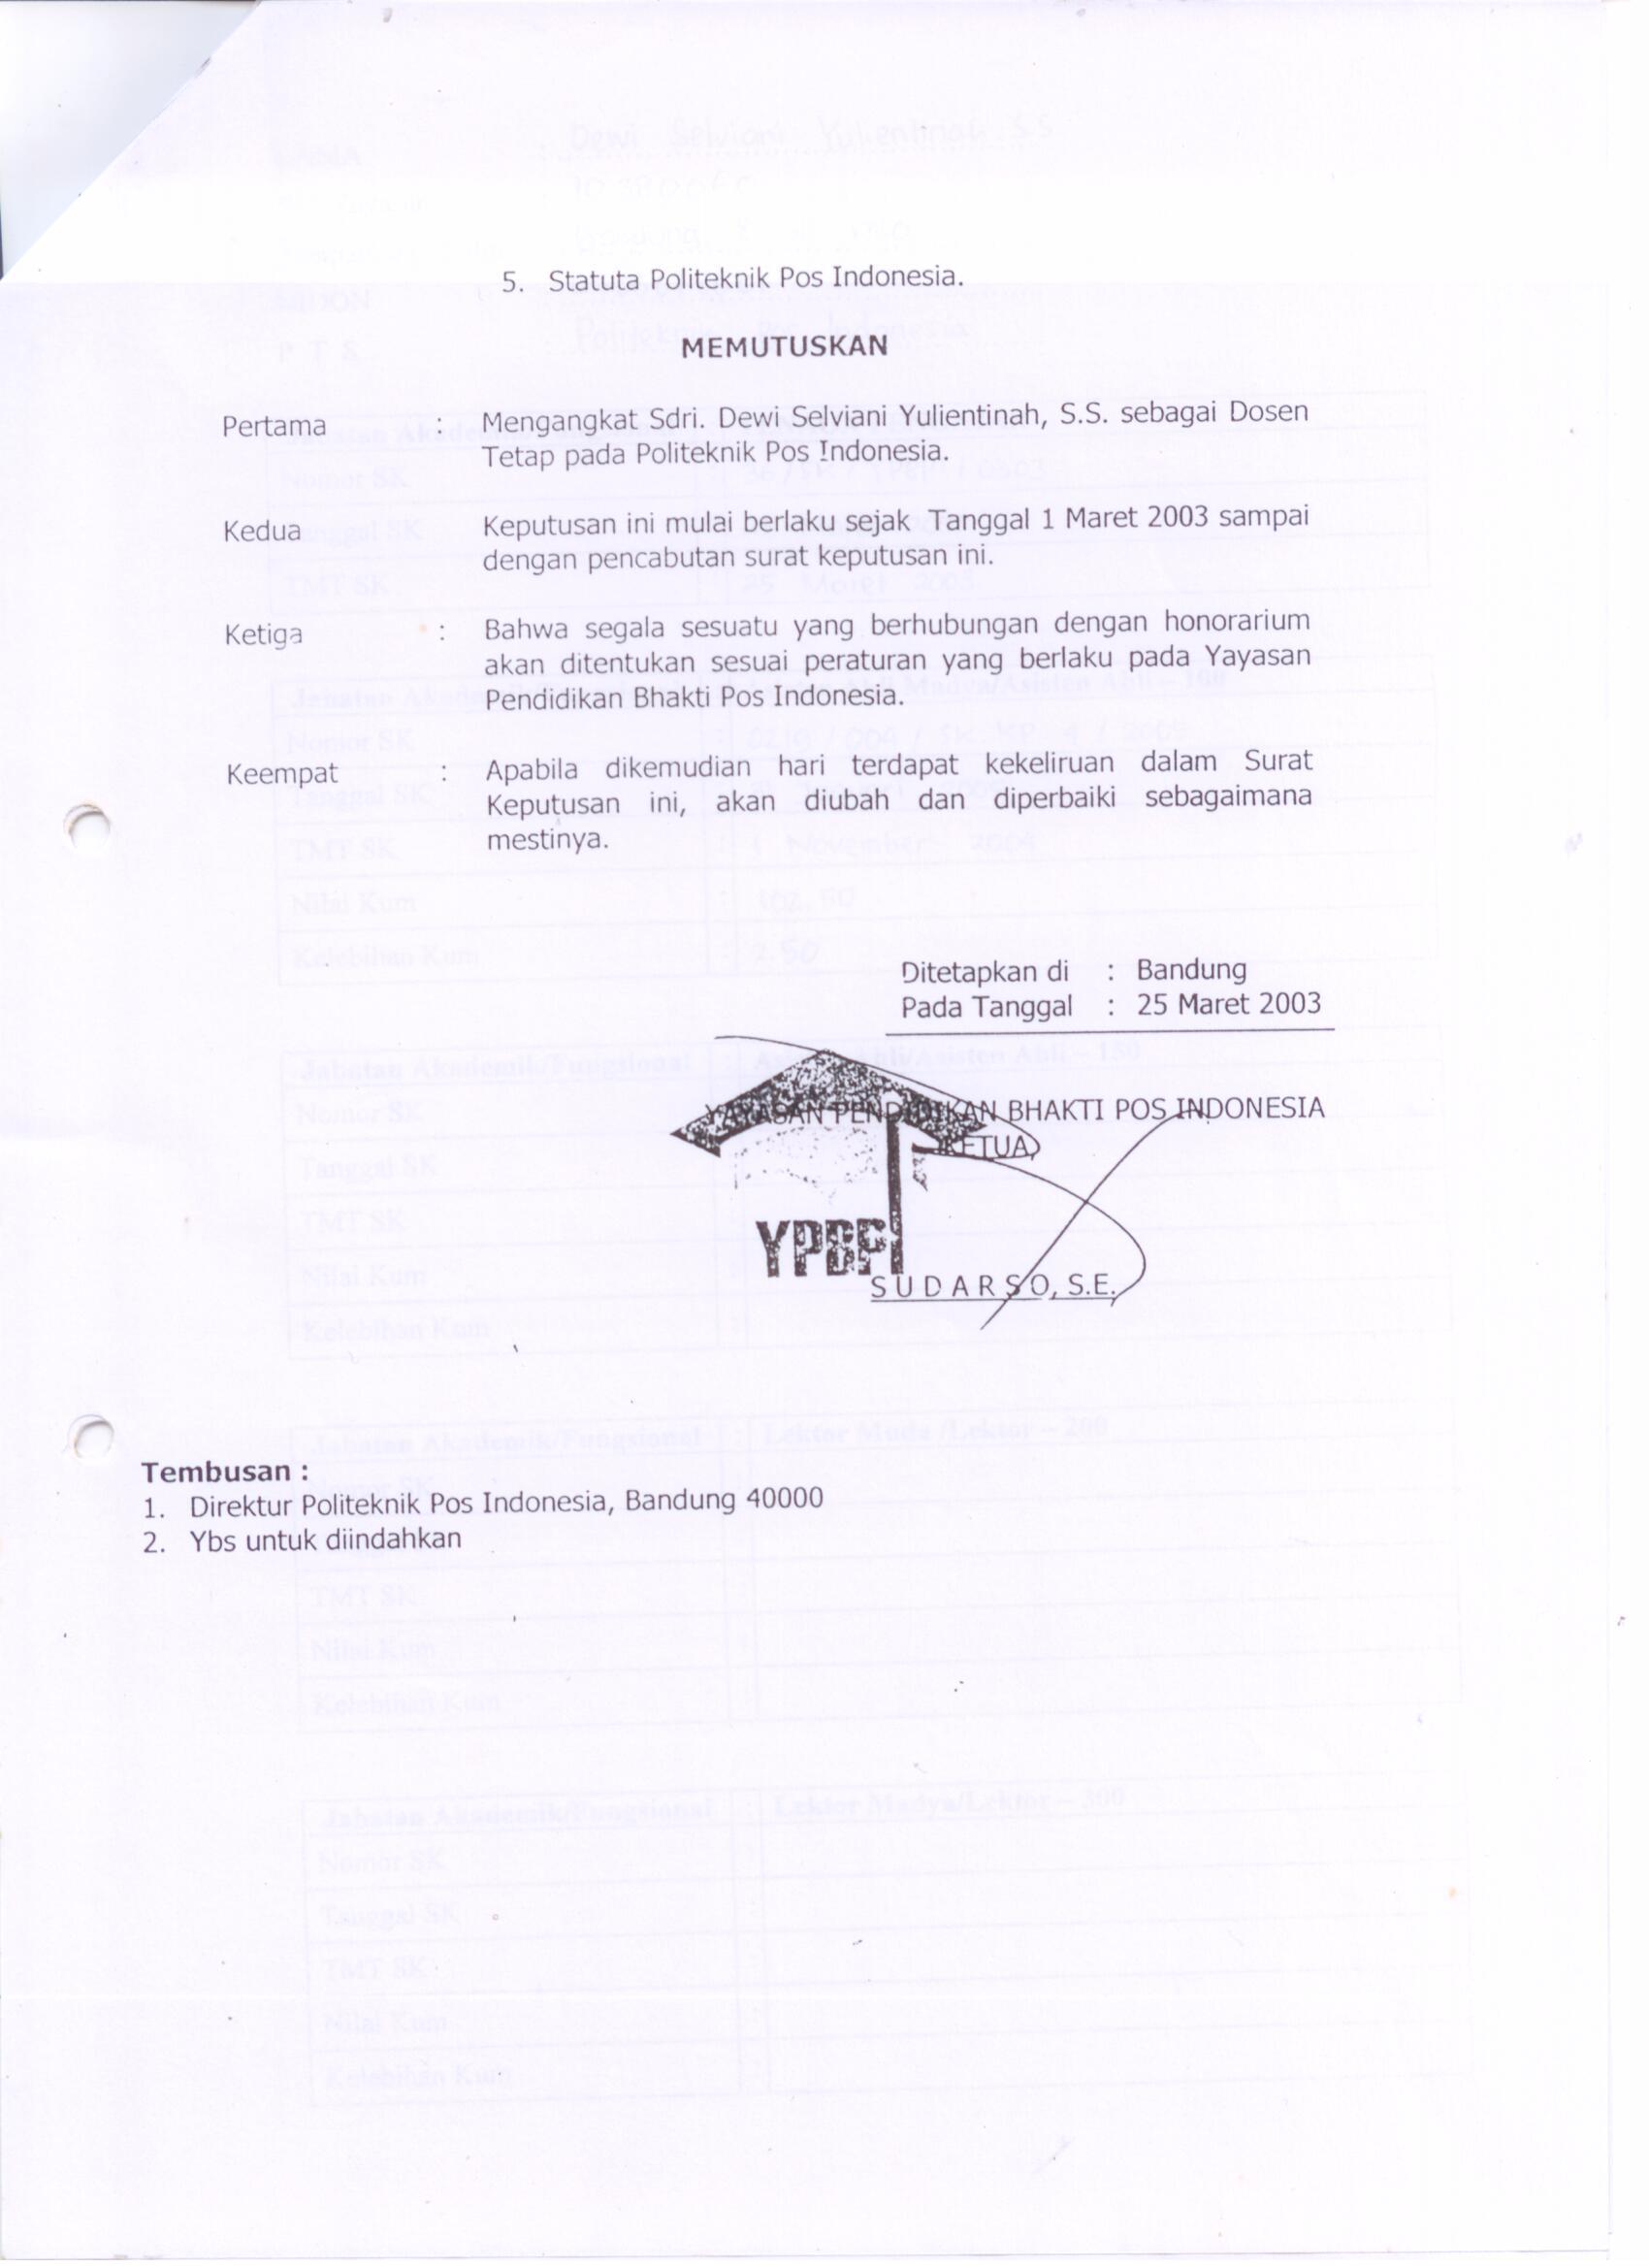 5. Statuta Politeknik Pos Indonesia.
MEMUTUSKAN
Pertama : Mengangkat Sdri. Dewi Selviani Yulientinah, S.S. sebagai Dosen
Tetap pada Politeknik Pos Indonesia.
Kedua Keputusan ini mulai berlaku sejak Tanggal 1 Maret 2003 sampai
dengan pencabutan surat keputusan ini.
Ketiga : Bahwa segala sesuatu yang berhubungan dengan honorarium
akan ditentukan sesuai peraturan yang berlaku pada Yayasan
Pendidikan Bhakti Pos Indonesia.
Keempat : Apabila dikemudian hari terdapat kekeliruan dalam Surat
Keputusan ini, akan diubah dan diperbaiki sebagaimana
mestinya.
Ditetapkan di : Bandung
Pada Tanggal : 25 Maret 2003
YAYASAN PENDIDIKAN BHAKTI POS INDONESIA
KETUA,
YPBPI
SUDARSO, S.E.
Tembusan :
1. Direktur Politeknik Pos Indonesia, Bandung 40000
2. Ybs untuk diindahkan